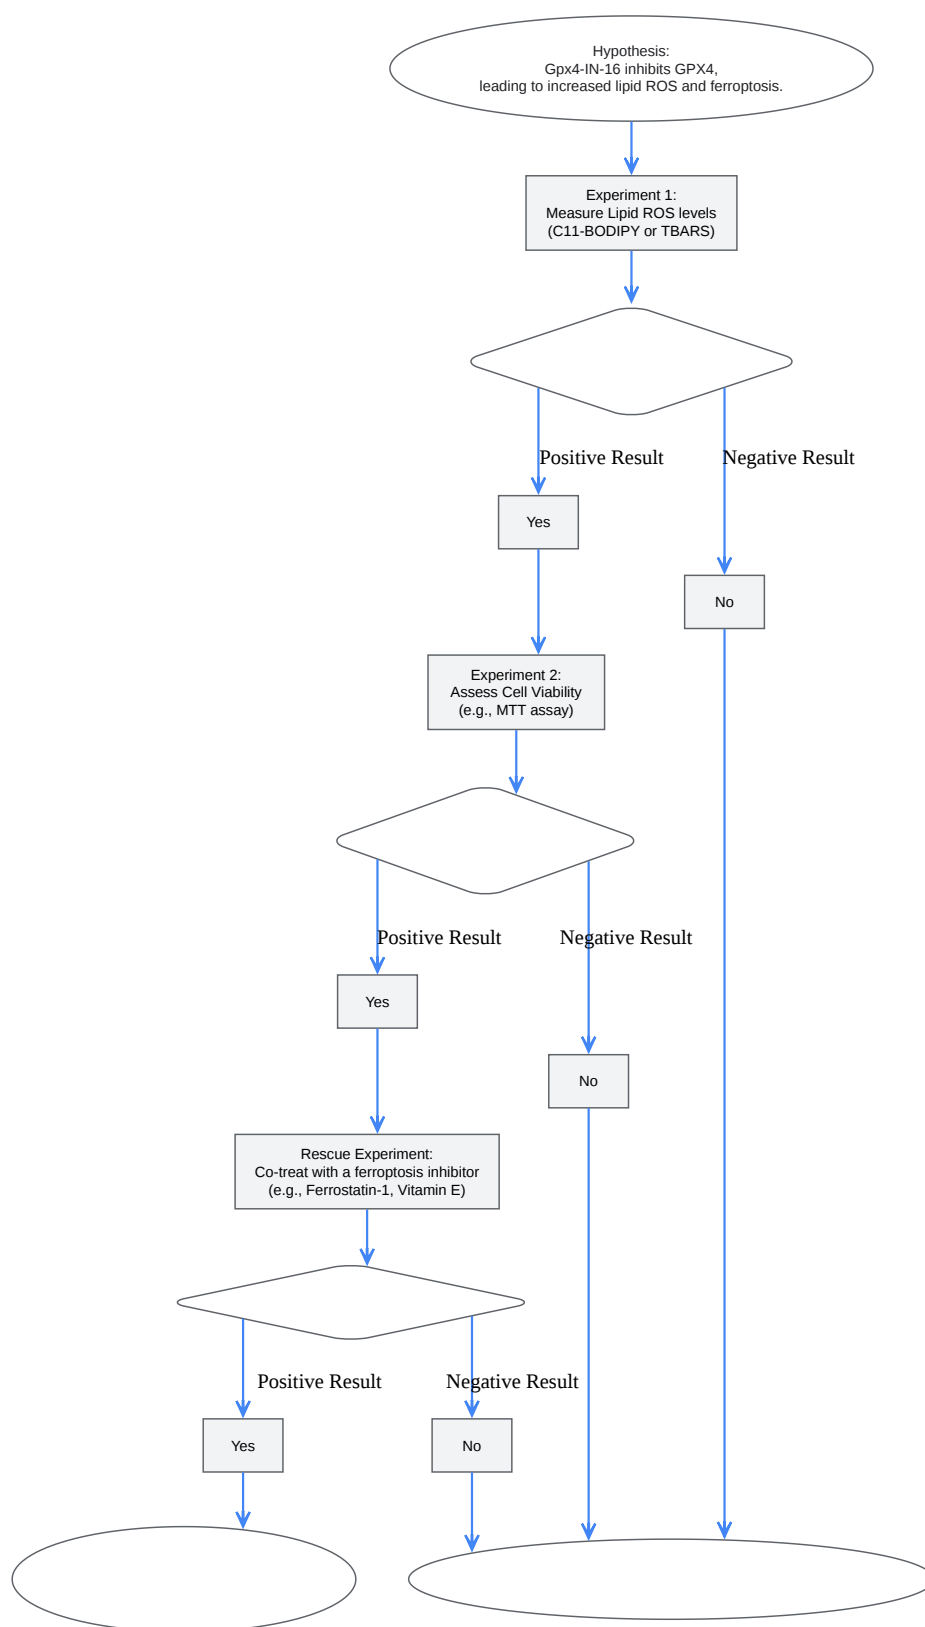 Hypothesis:
Gpx4-IN-16 inhibits GPX4,
leading to increased lipid ROS and ferroptosis.
Experiment 1:
Measure Lipid ROS levels
(C11-BODIPY or TBARS)
Positive Result
Negative Result
Yes
No
Experiment 2:
Assess Cell Viability
(e.g., MTT assay)
Positive Result
Negative Result
Yes
No
Rescue Experiment:
Co-treat with a ferroptosis inhibitor
(e.g., Ferrostatin-1, Vitamin E)
Positive Result
Negative Result
Yes
No